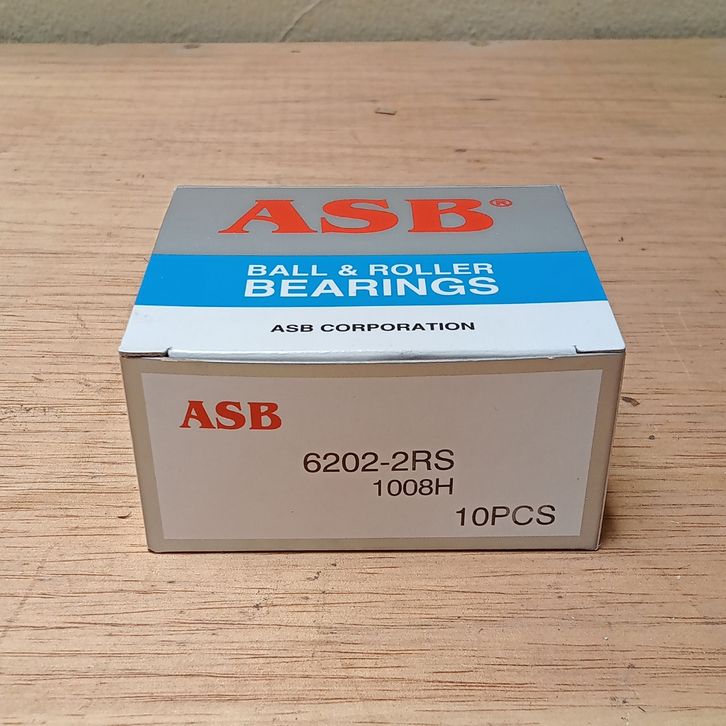 ASB®
BALL & ROLLER
BEARINGS
ASB CORPORATION
ASB
6202-2RS
1008H
10PCS